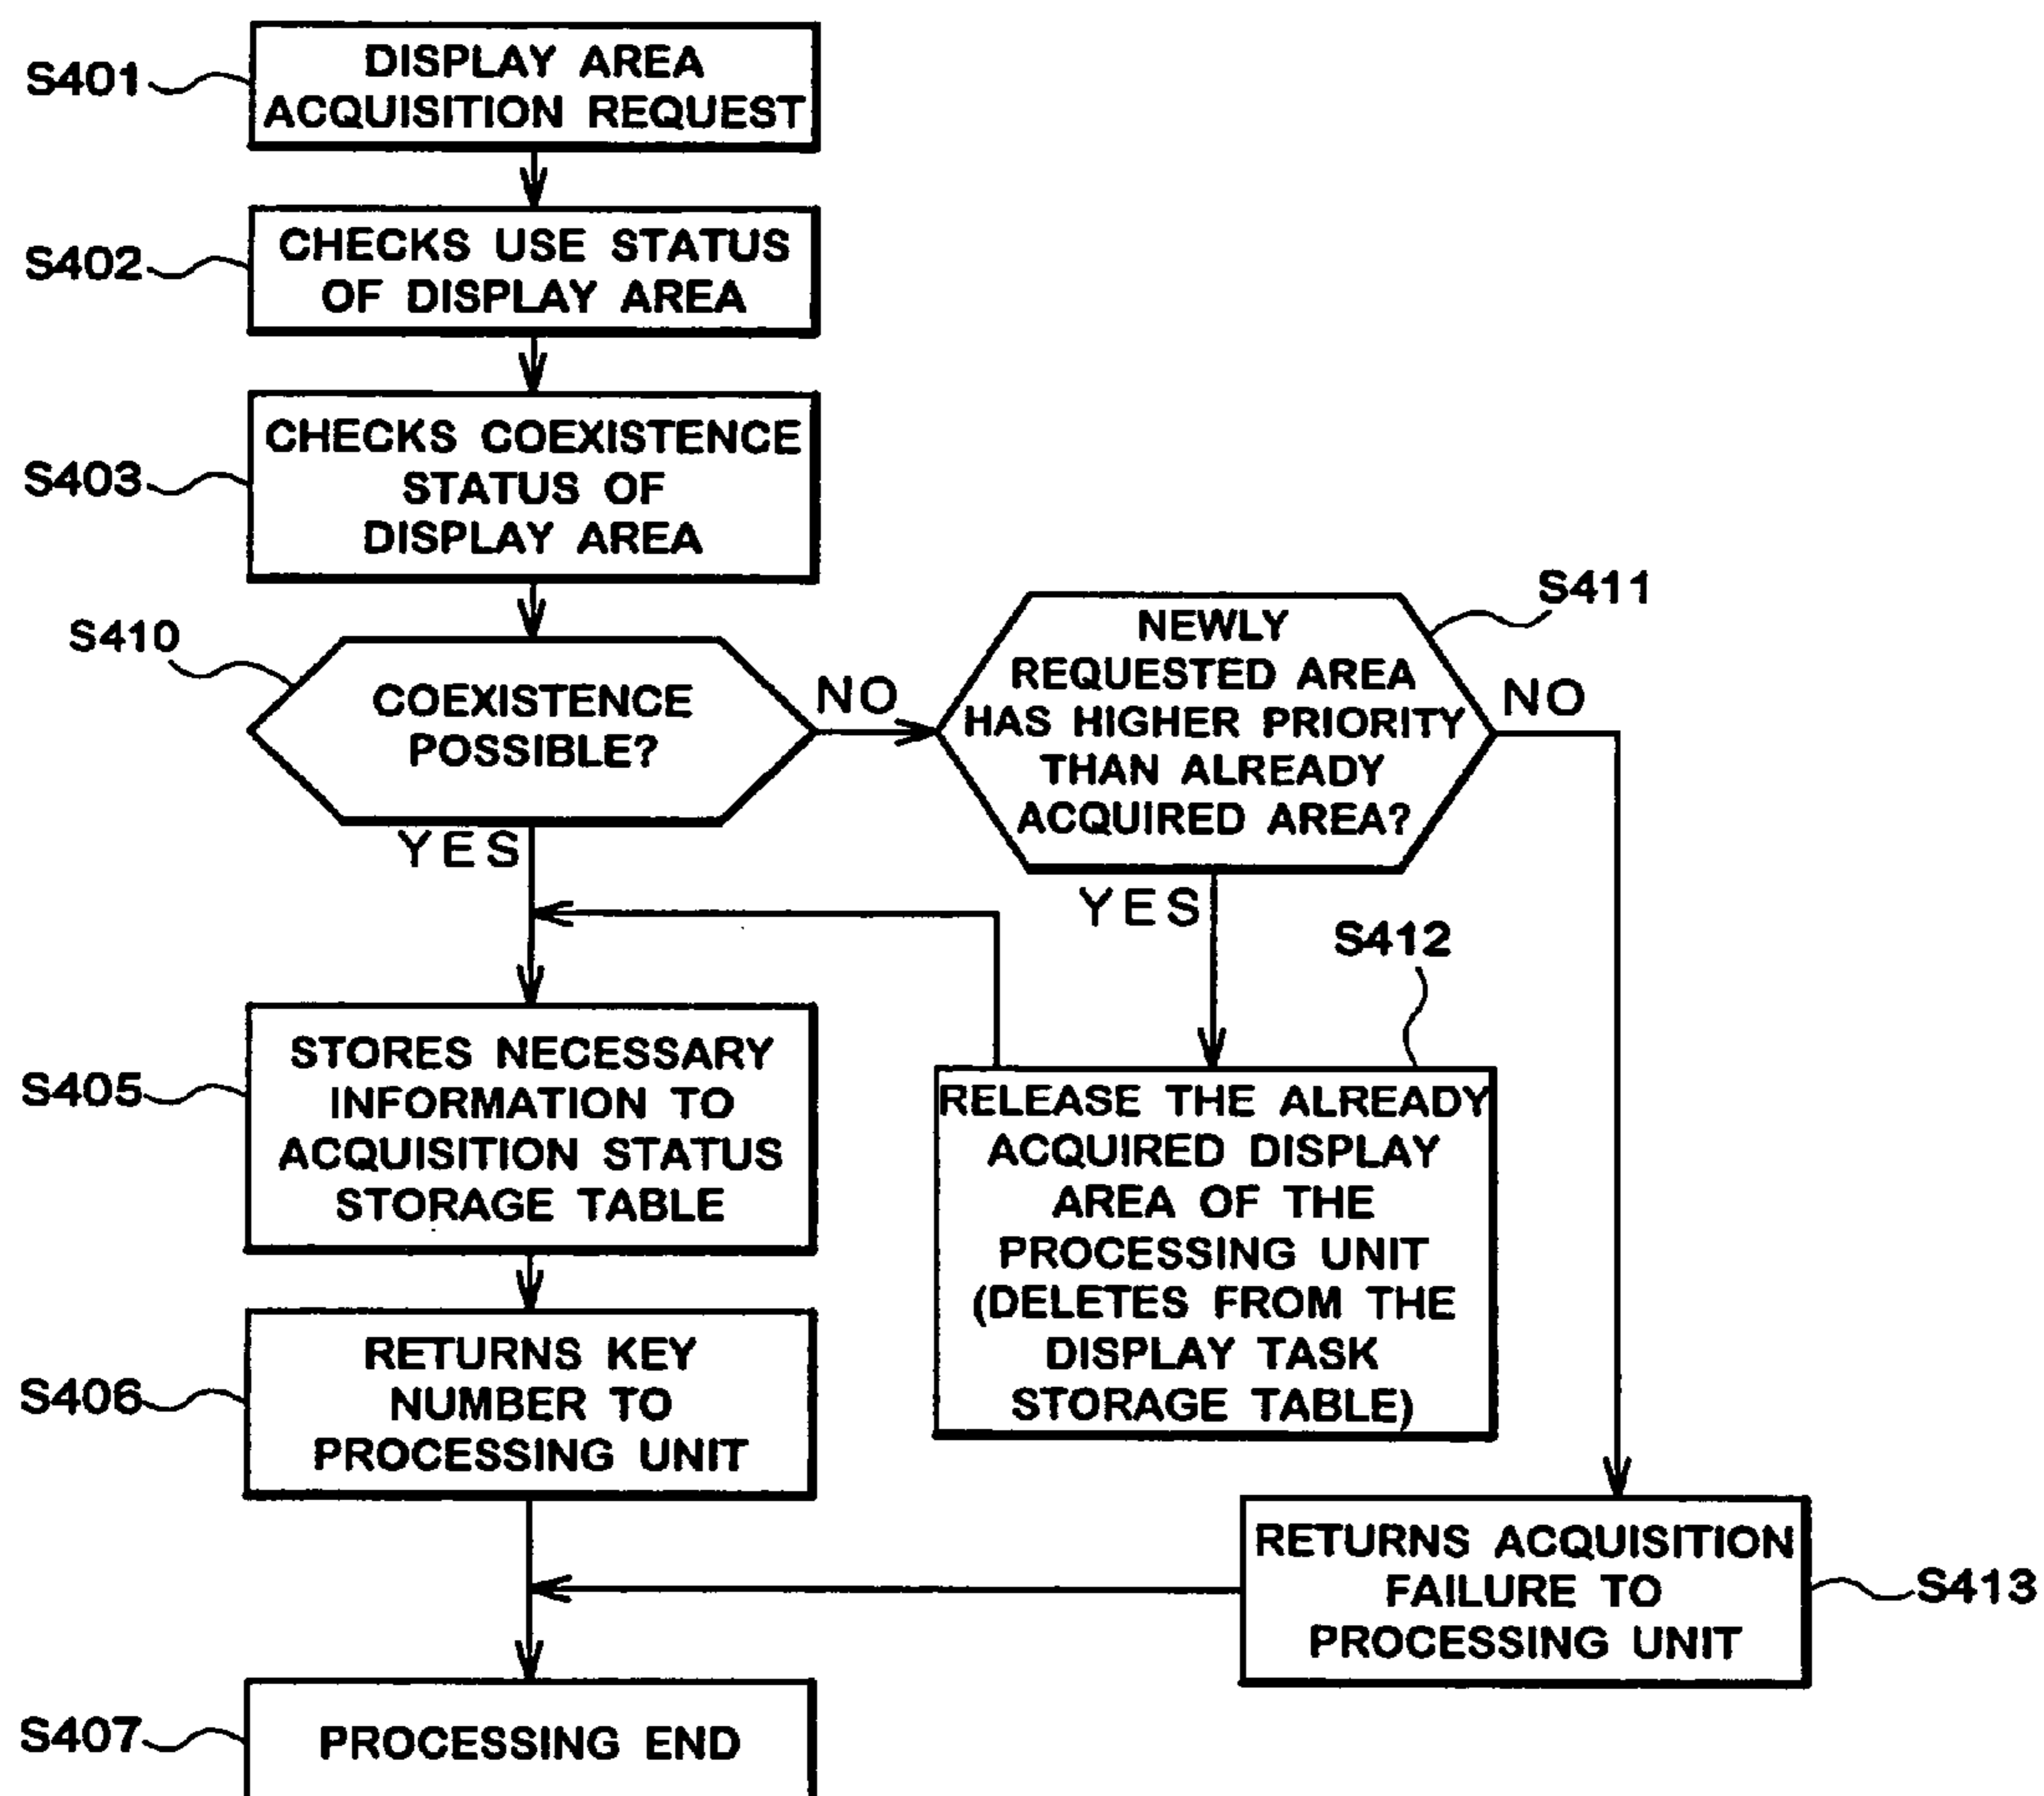 S401
DISPLAY AREA
ACQUISITION REQUEST
S402
CHECKS USE STATUS
OF DISPLAY AREA
S403
CHECKS COEXISTENCE
STATUS OF
DISPLAY AREA
S410
COEXISTENCE
POSSIBLE?
NO
YES
S411
NEWLY
REQUESTED AREA
HAS HIGHER PRIORITY
THAN ALREADY
ACQUIRED AREA?
NO
YES
S412
RELEASE THE ALREADY
ACQUIRED DISPLAY
AREA OF THE
PROCESSING UNIT
(DELETES FROM THE
DISPLAY TASK
STORAGE TABLE)
S405
STORES NECESSARY
INFORMATION TO
ACQUISITION STATUS
STORAGE TABLE
S406
RETURNS KEY
NUMBER TO
PROCESSING UNIT
RETURNS ACQUISITION
FAILURE TO
PROCESSING UNIT
S413
S407
PROCESSING END